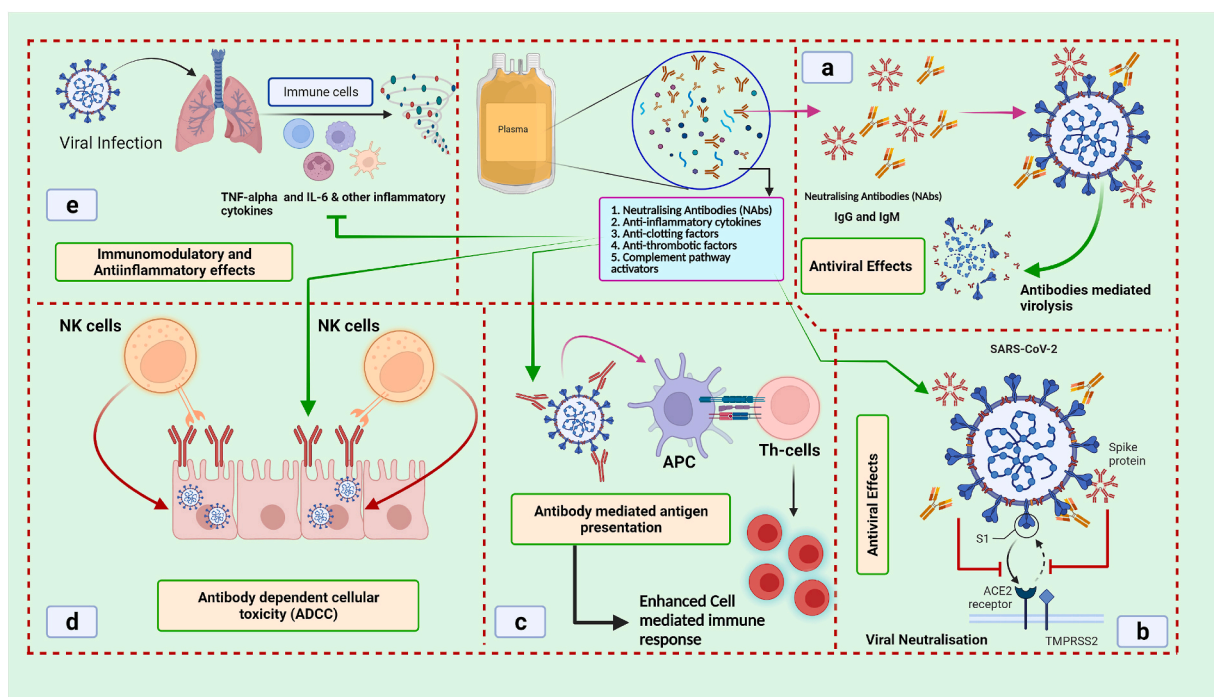 Viral Infection
Immune cells
TNF-alpha and IL-6 & other inflammatory
cytokines
e
Immunomodulatory and
Antiinflammatory effects
Plasma
1. Neutralising Antibodies (NAbs)
2. Anti-inflammatory cytokines
3. Anti-clotting factors
4. Anti-thrombotic factors
5. Complement pathway
activators
a
Neutralising Antibodies (NAbs)
IgG and IgM
Antiviral Effects
Antibodies mediated
virolysis
NK cells
NK cells
Antibody dependent cellular
toxicity (ADCC)
d
APC
Th-cells
Antibody mediated antigen
presentation
Enhanced Cell
mediated immune
response
c
SARS-CoV-2
Antiviral Effects
Spike
protein
S1
ACE2
receptor
TMPRSS2
Viral Neutralisation
b